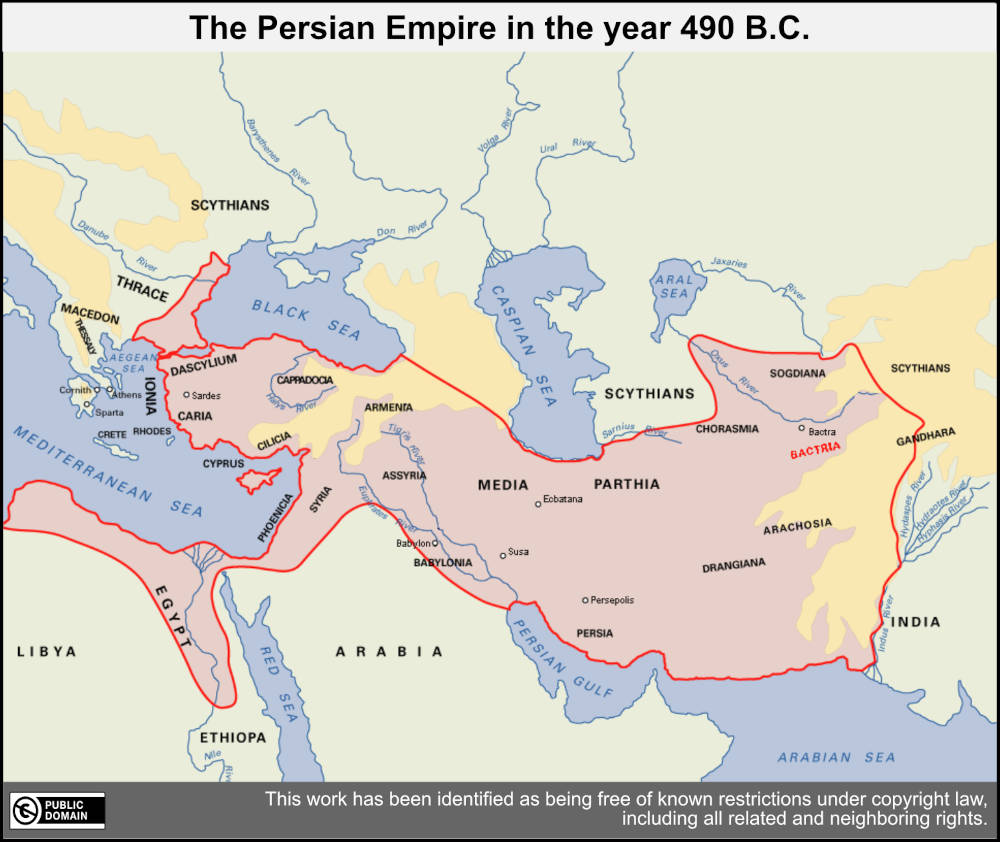 The Persian Empire in the year 490 B.C.
SCYTHIANS
Barysthenes River
Volga River
Ural River
Don River
Danube River
THRACE
BLACK SEA
CASPIAN SEA
ARAL SEA
Jaxaries River
MACEDON
THESSALY
AEGEAN SEA
DASCYLIUM
IONIA
Sardes
CARIA
CAPPADOCIA
Halys River
ARMENTA
CILICIA
Cornith
Athens
Sparta
CRETE
RHODES
CYPRUS
MEDITERRANEAN SEA
PHOENICIA
SYRIA
Tigris River
ASSYRIA
Euphrates River
Babylon
BABYLONIA
MEDIA
Eobatana
Susa
PARTHIA
SCYTHIANS
Sarnius River
CHORASMIA
Oxus River
SOGDIANA
SCYTHIANS
Bactra
BACTRIA
GANDHARA
Hydaspes River
Hydraotes River
Hyphasis River
ARACHOSIA
DRANGIANA
Persepolis
PERSIA
PERSIAN GULF
Indus River
INDIA
EGYPT
LIBYA
ARABIA
RED SEA
ETHIOPA
Nile River
ARABIAN SEA
PUBLIC
DOMAIN
This work has been identified as being free of known restrictions under copyright law,
including all related and neighboring rights.